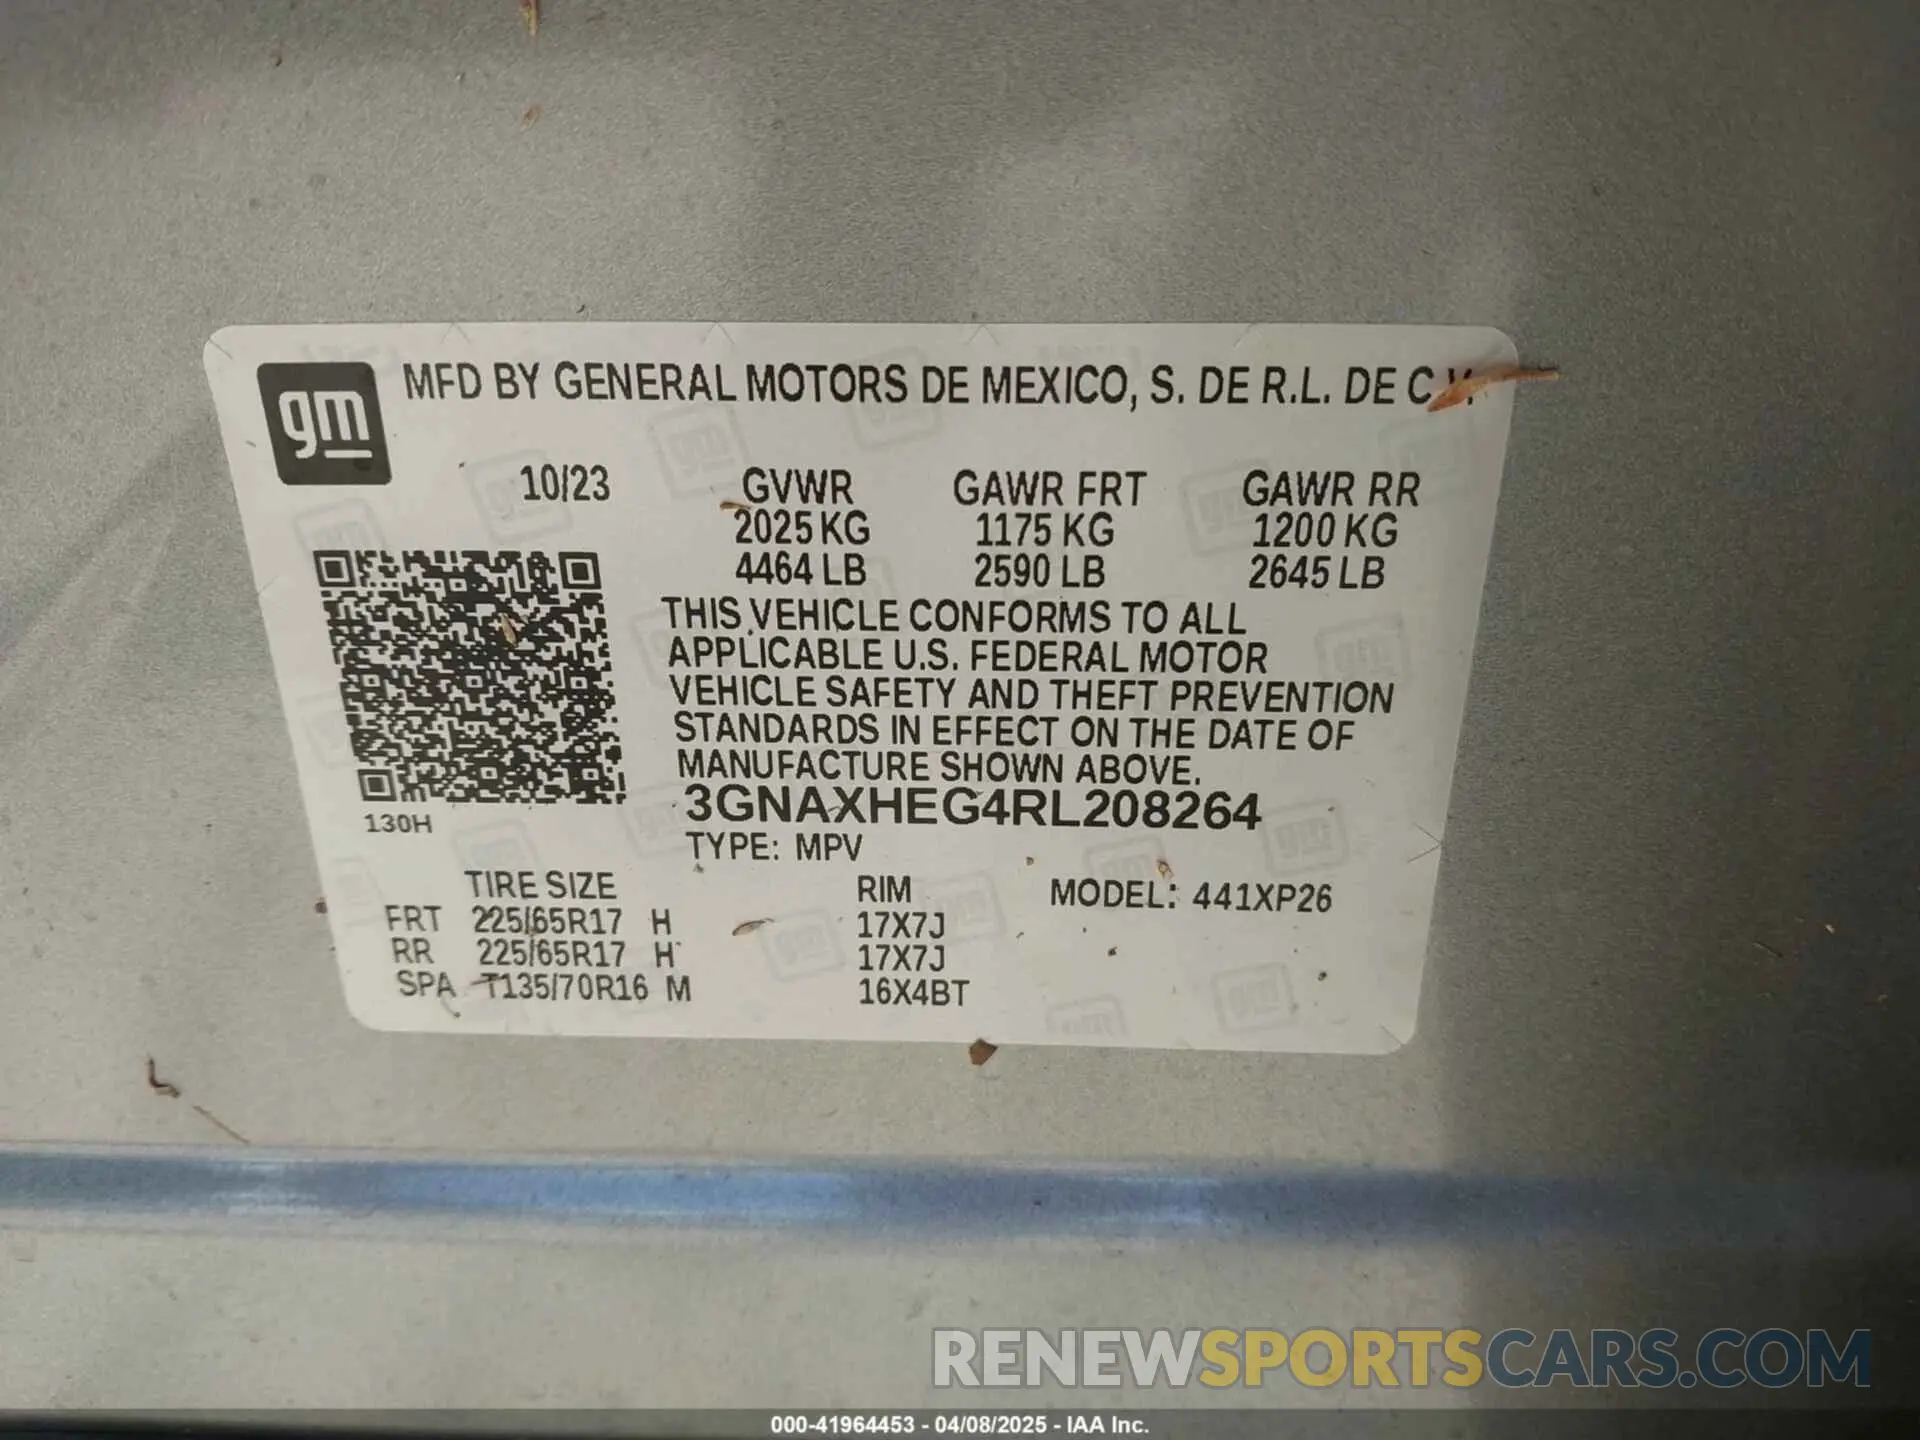 gm
MFD BY GENERAL MOTORS DE MEXICO, S. DE R.L. DE C.V.
10/23 GVWR GAWR FRT GAWR RR
2025 KG 1175 KG 1200 KG
4464 LB 2590 LB 2645 LB
THIS VEHICLE CONFORMS TO ALL
APPLICABLE U.S. FEDERAL MOTOR
VEHICLE SAFETY AND THEFT PREVENTION
STANDARDS IN EFFECT ON THE DATE OF
MANUFACTURE SHOWN ABOVE.
3GNAXHEG4RL208264
130H
TYPE: MPV
TIRE SIZE RIM MODEL: 441XP26
FRT 225/65R17 H 17X7J
RR 225/65R17 H 17X7J
SPA T135/70R16 M 16X4BT
RENEWSPORTSCARS.COM
000-41964453 - 04/08/2025 - IAA Inc.